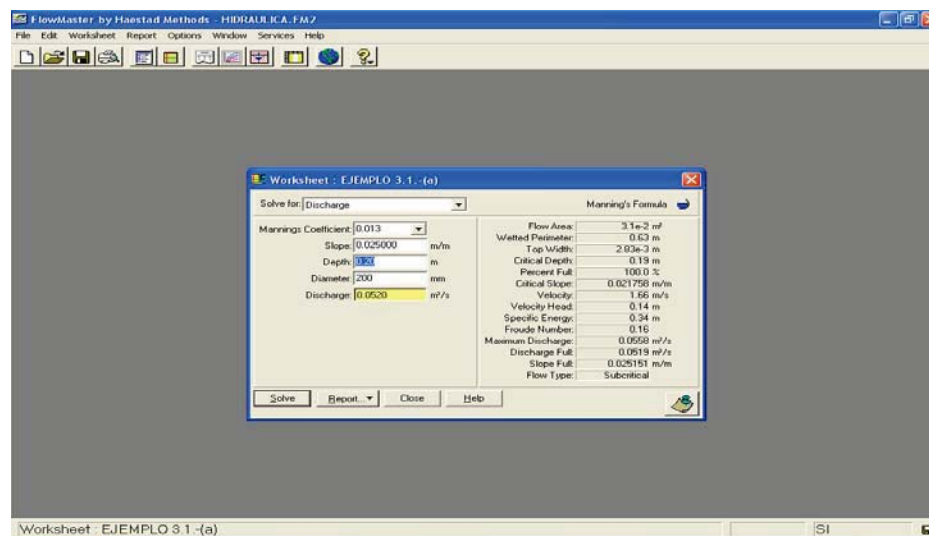 FlowMaster by Haestad Methods - HIDRAULICA.FM2
File Edit Worksheet Report Options Window Services Help
Worksheet : EJEMPLO 3.1.-(a)
Solve for: Discharge
Manning's Formula
Mannings Coefficient: 0.013
Slope: 0.025000 m/m
Depth: 0.20 m
Diameter: 200 mm
Discharge: 0.0520 m³/s
Flow Area: 3.1e-2 m²
Wetted Perimeter: 0.63 m
Top Width: 2.83e-3 m
Critical Depth: 0.19 m
Percent Full: 100.0 %
Critical Slope: 0.021758 m/m
Velocity: 1.66 m/s
Velocity Head: 0.14 m
Specific Energy: 0.34 m
Froude Number: 0.16
Maximum Discharge: 0.0558 m³/s
Discharge Full: 0.0519 m³/s
Slope Full: 0.025151 m/m
Flow Type: Subcritical
Solve Report... Close Help
Worksheet : EJEMPLO 3.1.-(a) SI